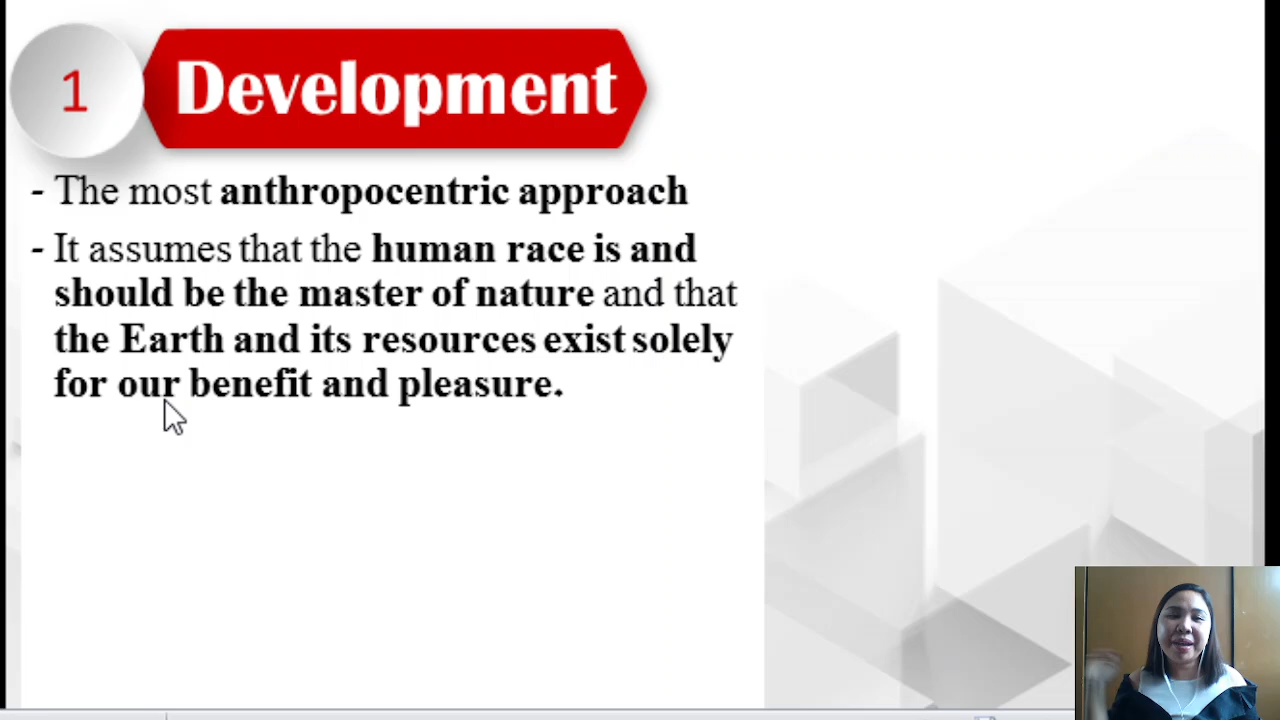 1
Development
- The most anthropocentric approach
- It assumes that the human race is and
should be the master of nature and that
the Earth and its resources exist solely
for our benefit and pleasure.